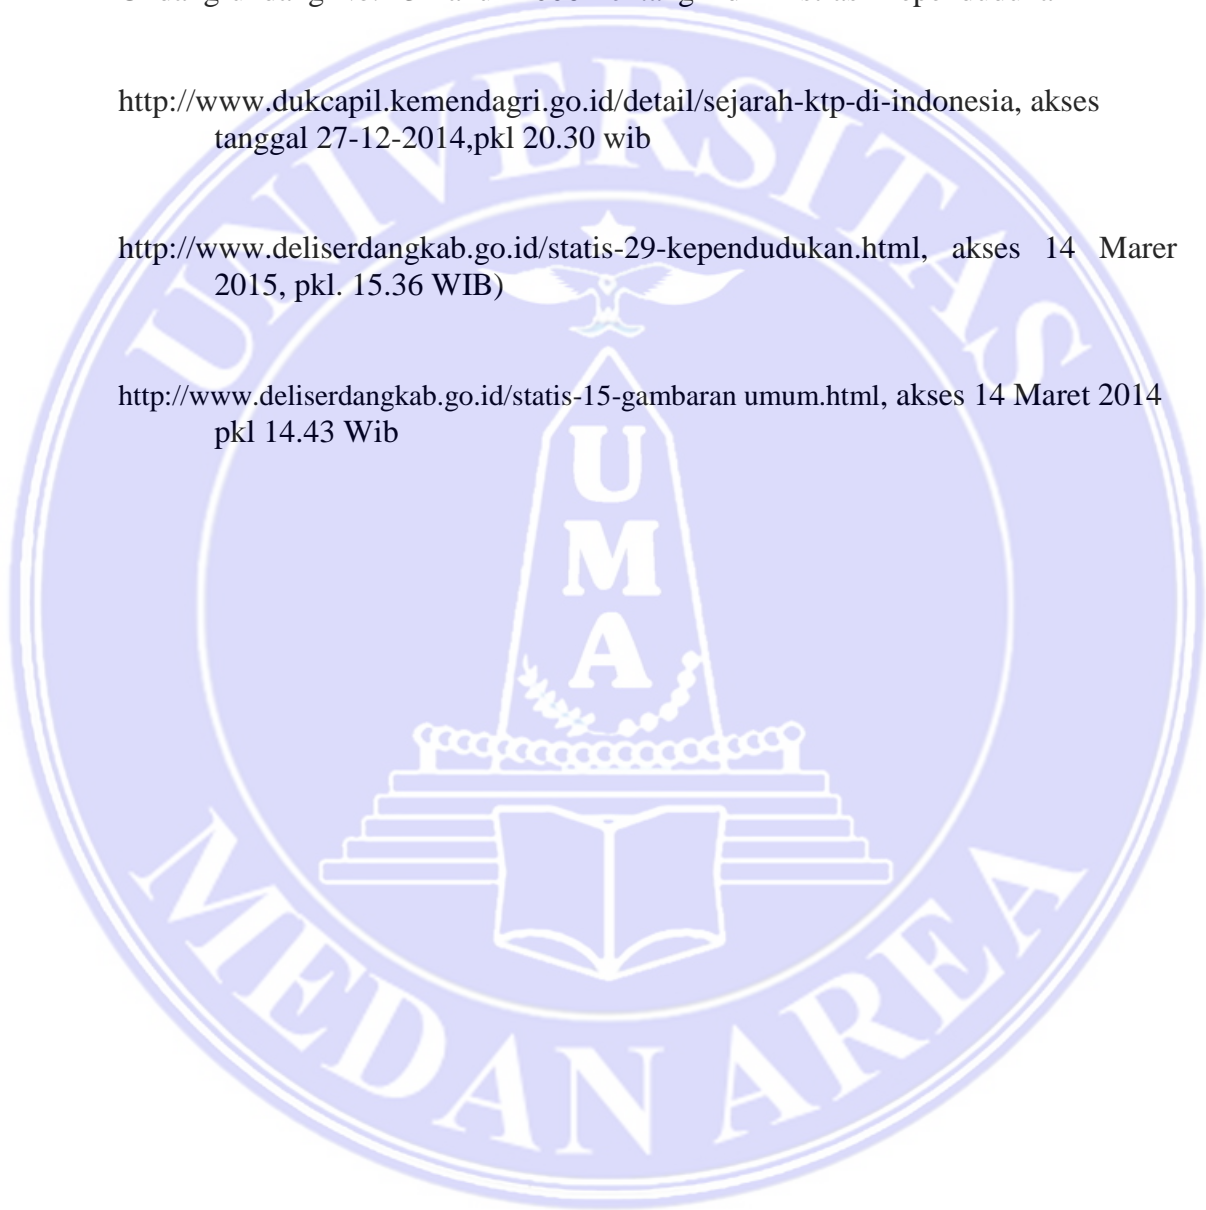 http://www.dukcapil.kemendagri.go.id/detail/sejarah-ktp-di-indonesia, akses
tanggal 27-12-2014,pkl 20.30 wib
http://www.deliserdangkab.go.id/statis-29-kependudukan.html, akses 14 Marer
2015, pkl. 15.36 WIB)
http://www.deliserdangkab.go.id/statis-15-gambaran umum.html, akses 14 Maret 2014
pkl 14.43 Wib
UNIVERSITAS
U
M
A
MEDAN AREA